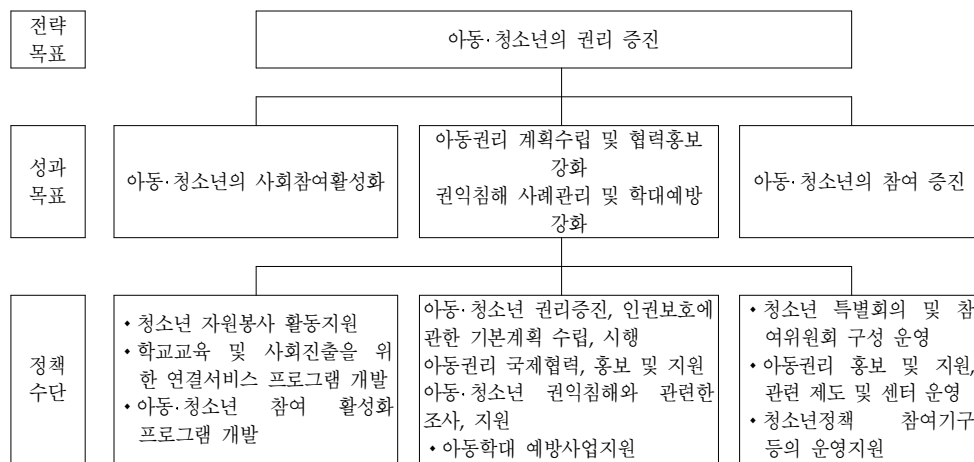 전략
목표
아동·청소년의 권리 증진
성과
목표
아동·청소년의 사회참여활성화
아동권리 계획수립 및 협력홍보
강화
권익침해 사례관리 및 학대예방
강화
아동·청소년의 참여 증진
정책
수단
◆ 청소년 자원봉사 활동지원
◆ 학교교육 및 사회진출을 위
한 연결서비스 프로그램 개발
◆ 아동·청소년 참여 활성화
프로그램 개발
아동·청소년 권리증진, 인권보호에
관한 기본계획 수립, 시행
아동권리 국제협력, 홍보 및 지원
아동·청소년 권익침해와 관련한
조사, 지원
◆ 아동학대 예방사업지원
◆ 청소년 특별회의 및 참
여위원회 구성 운영
◆ 아동권리 홍보 및 지원,
관련 제도 및 센터 운영
◆ 청소년정책 참여기구
등의 운영지원